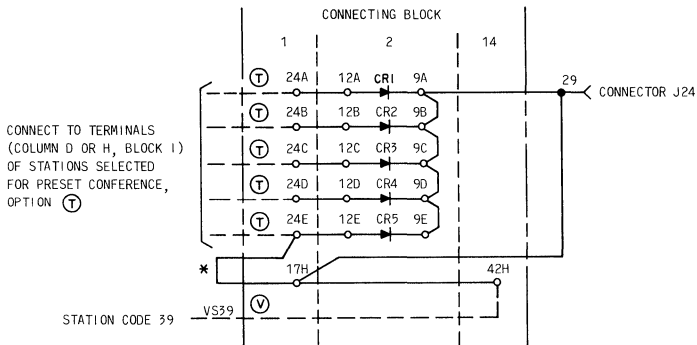 CONNECTING BLOCK
1 2 14
T 24A 12A CR1 9A 29 CONNECTOR J24
T 24B 12B CR2 9B
T 24C 12C CR3 9C
T 24D 12D CR4 9D
T 24E 12E CR5 9E
CONNECT TO TERMINALS
(COLUMN D OR H, BLOCK 1)
OF STATIONS SELECTED
FOR PRESET CONFERENCE,
OPTION T
* 17H 42H
STATION CODE 39 VS39 V